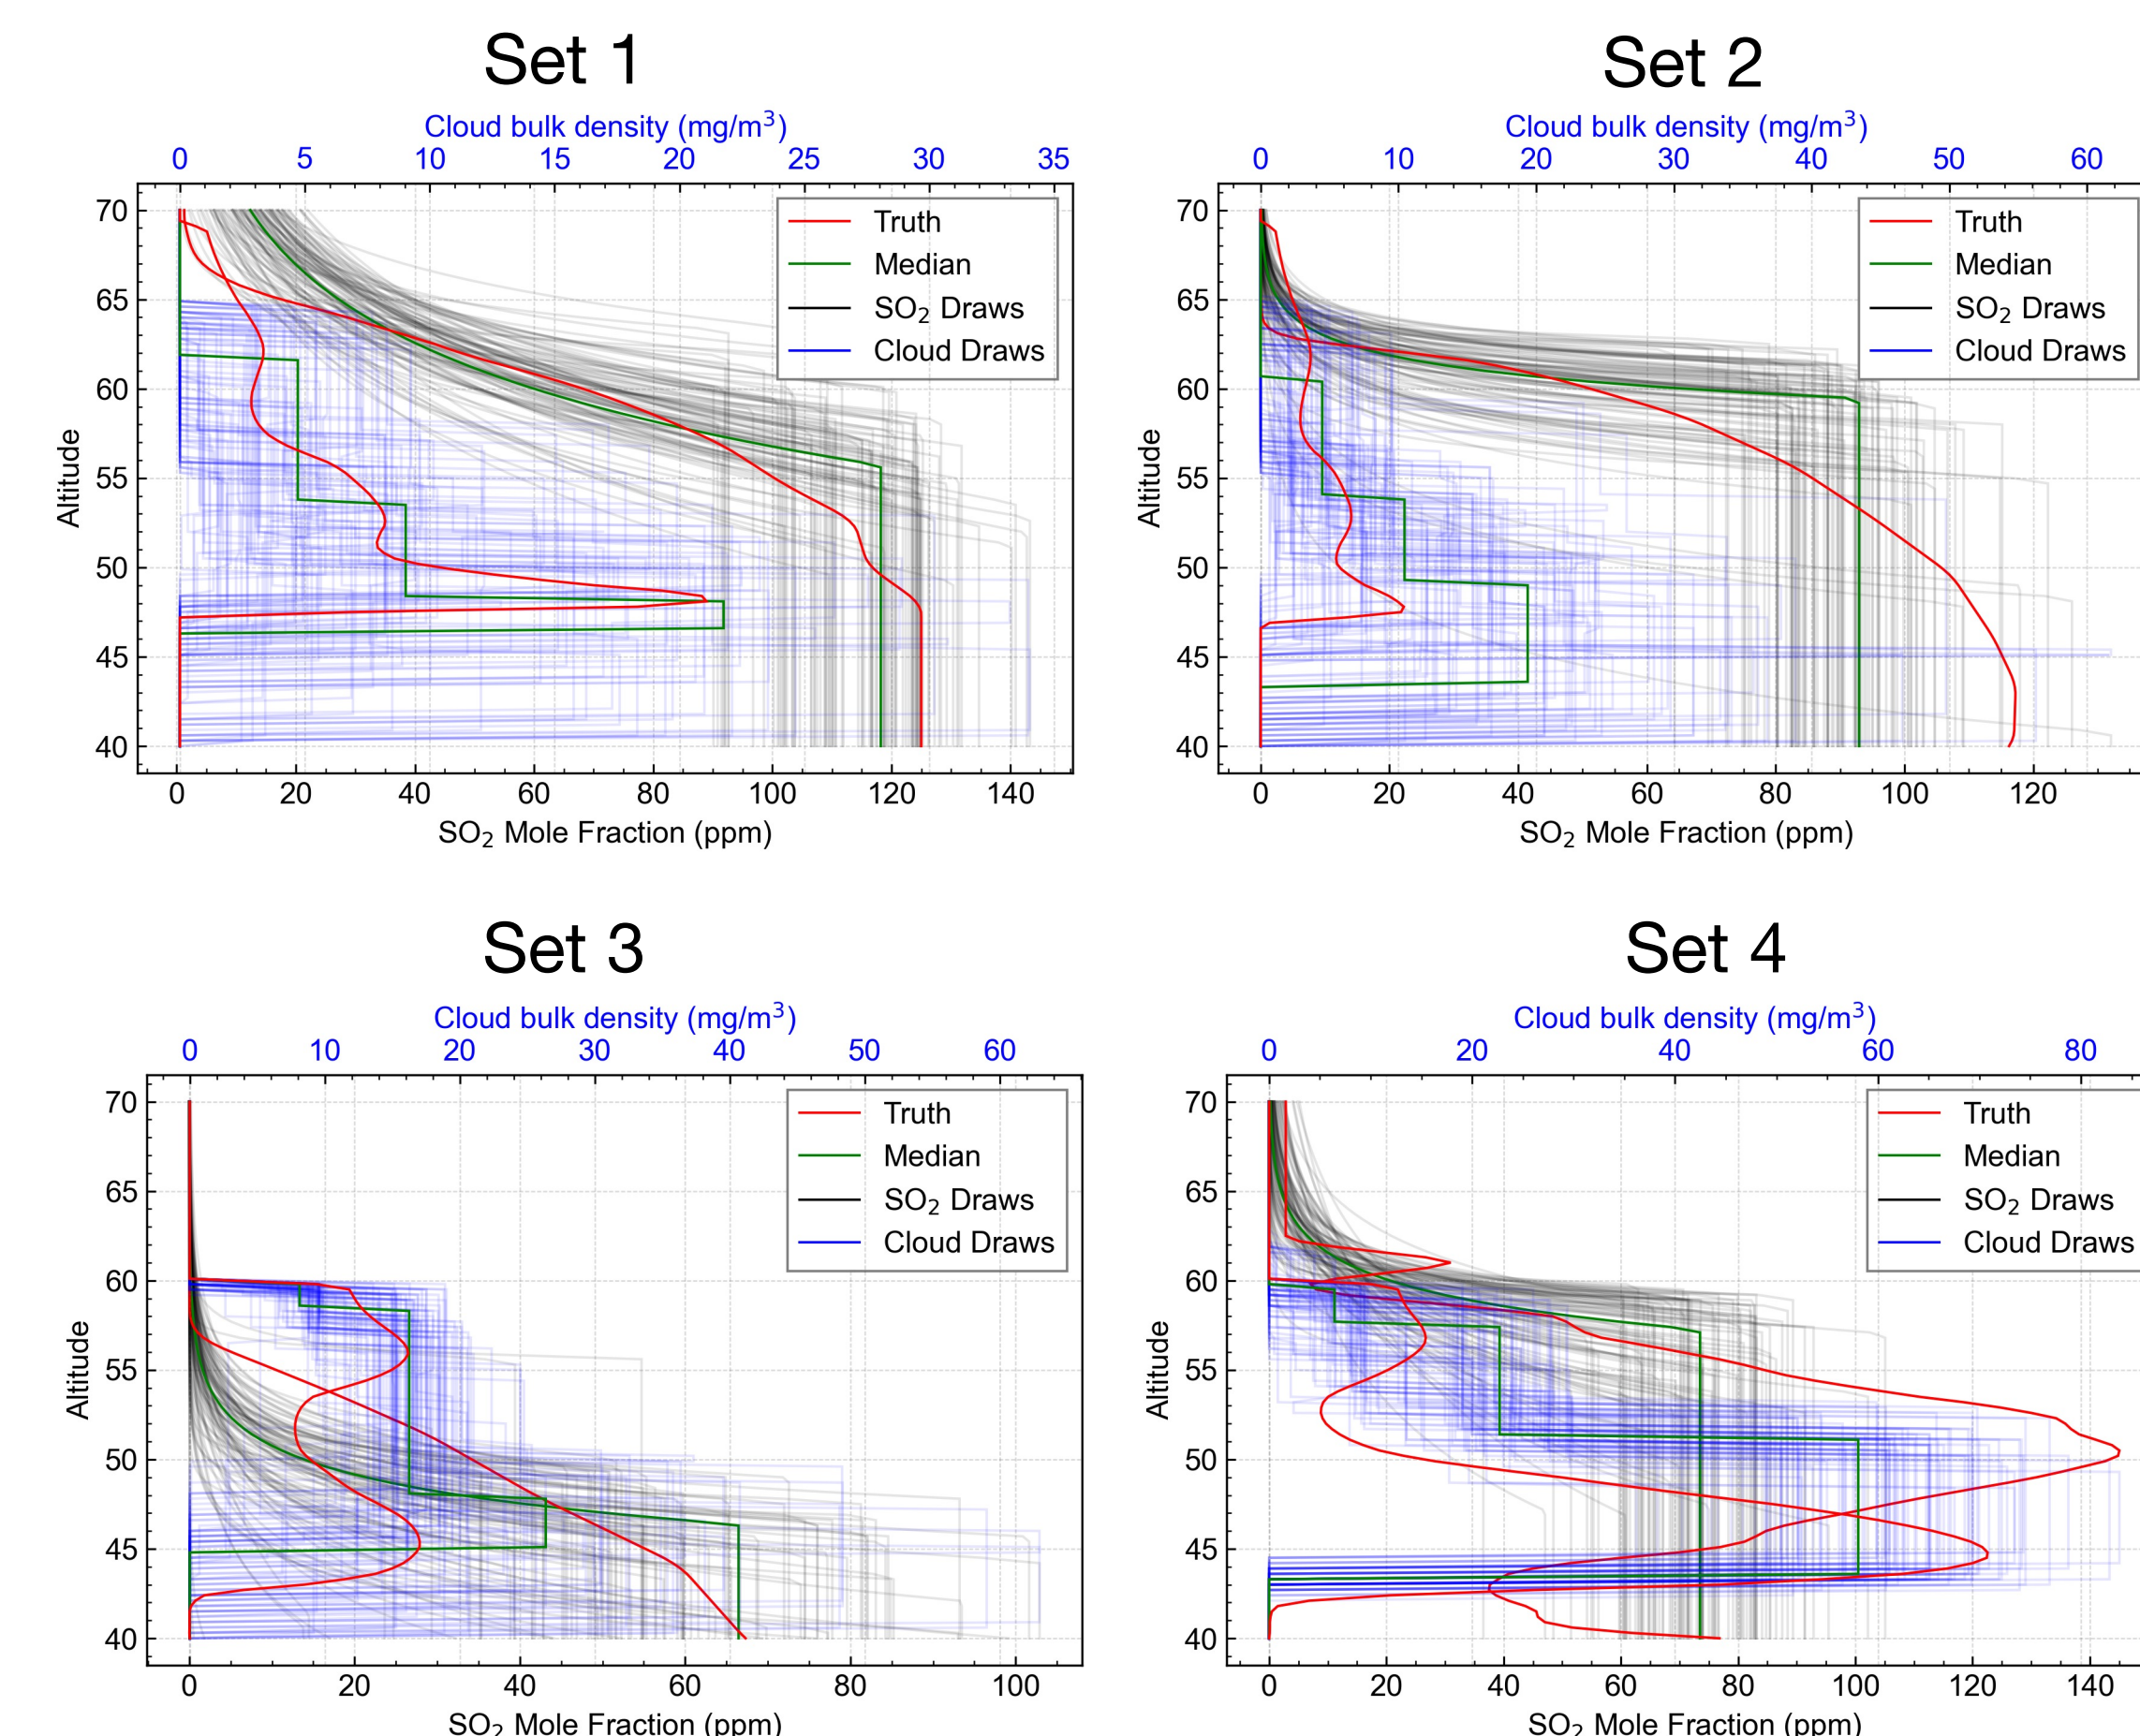 Set 1
Cloud bulk density (mg/m³)
0 5 10 15 20 25 30 35
70
65
60
55
50
45
40
Altitude
Truth
Median
SO₂ Draws
Cloud Draws
0 20 40 60 80 100 120 140
SO₂ Mole Fraction (ppm)
Set 2
Cloud bulk density (mg/m³)
0 10 20 30 40 50 60
70
65
60
55
50
45
40
Altitude
Truth
Median
SO₂ Draws
Cloud Draws
0 20 40 60 80 100 120
SO₂ Mole Fraction (ppm)
Set 3
Cloud bulk density (mg/m³)
0 10 20 30 40 50 60
70
65
60
55
50
45
40
Altitude
Truth
Median
SO₂ Draws
Cloud Draws
0 20 40 60 80 100
SO₂ Mole Fraction (ppm)
Set 4
Cloud bulk density (mg/m³)
0 20 40 60 80
70
65
60
55
50
45
40
Altitude
Truth
Median
SO₂ Draws
Cloud Draws
0 20 40 60 80 100 120 140
SO₂ Mole Fraction (ppm)